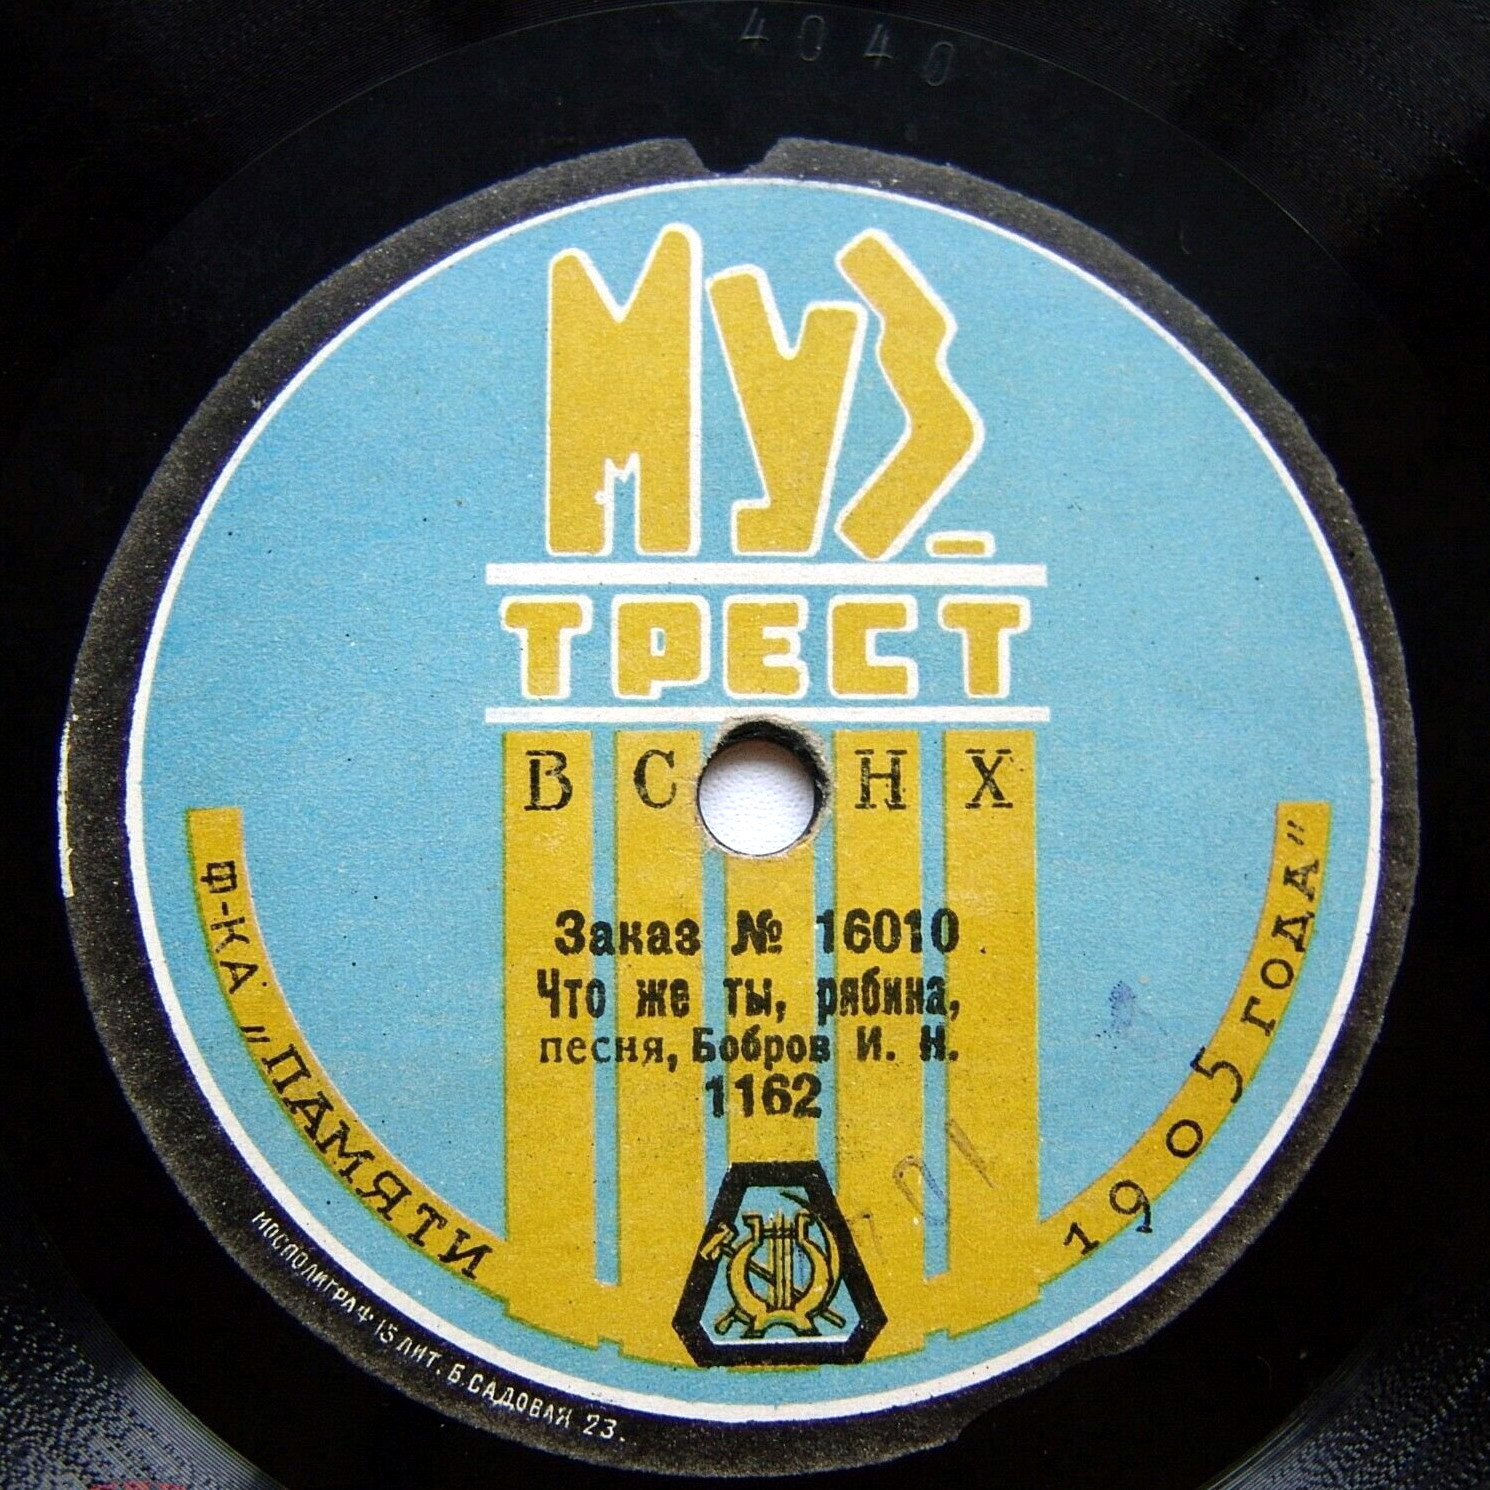 4040
МУЗ-
ТРЕСТ
ВСНХ
Заказ № 16010
Что же ты, рябина,
песня, Бобров И. Н.
1162
701
Ф-КА „ПАМЯТИ 1905 ГОДА"
МОСПОЛИГРАФ 15 ЛИТ. Б. САДОВАЯ 23.